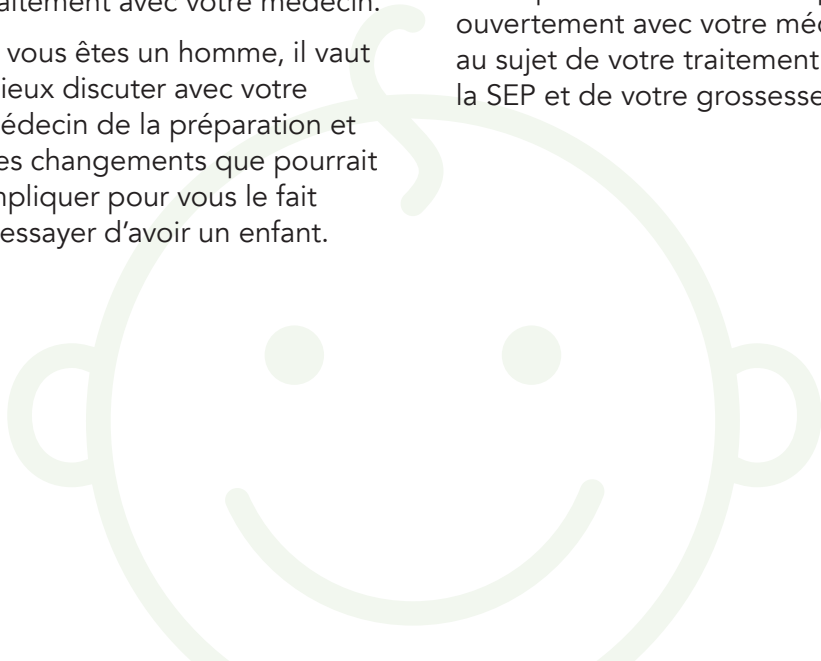 aitement avec votre médecin.
vous êtes un homme, il vaut
ieux discuter avec votre
édecin de la préparation et
es changements que pourrait
mpliquer pour vous le fait
essayer d'avoir un enfant.
ouvertement avec votre méd
au sujet de votre traitement
la SEP et de votre grossesse